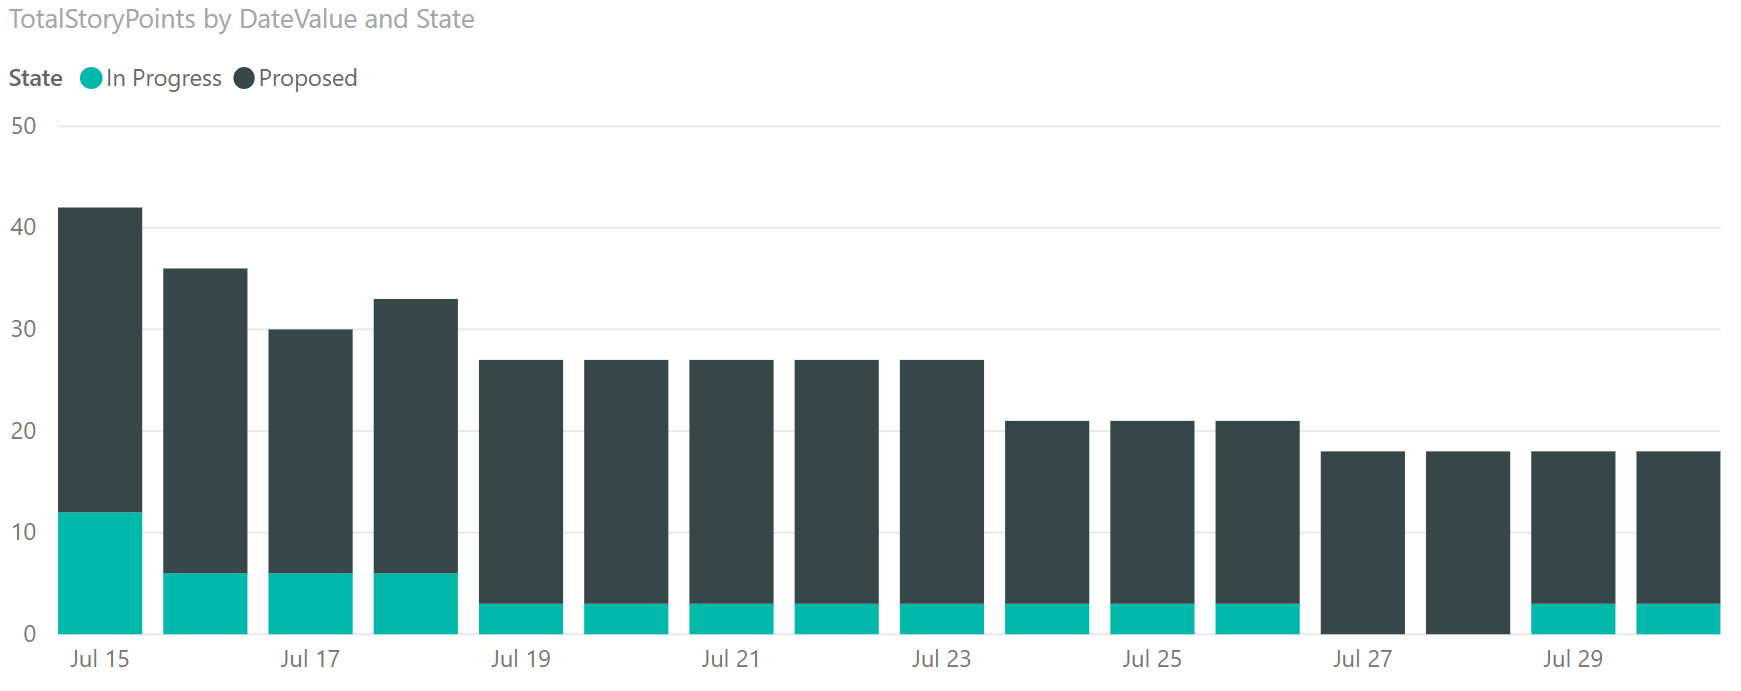 TotalStoryPoints by DateValue and State
State In Progress Proposed
50
40
30
20
10
0
Jul 15 Jul 17 Jul 19 Jul 21 Jul 23 Jul 25 Jul 27 Jul 29